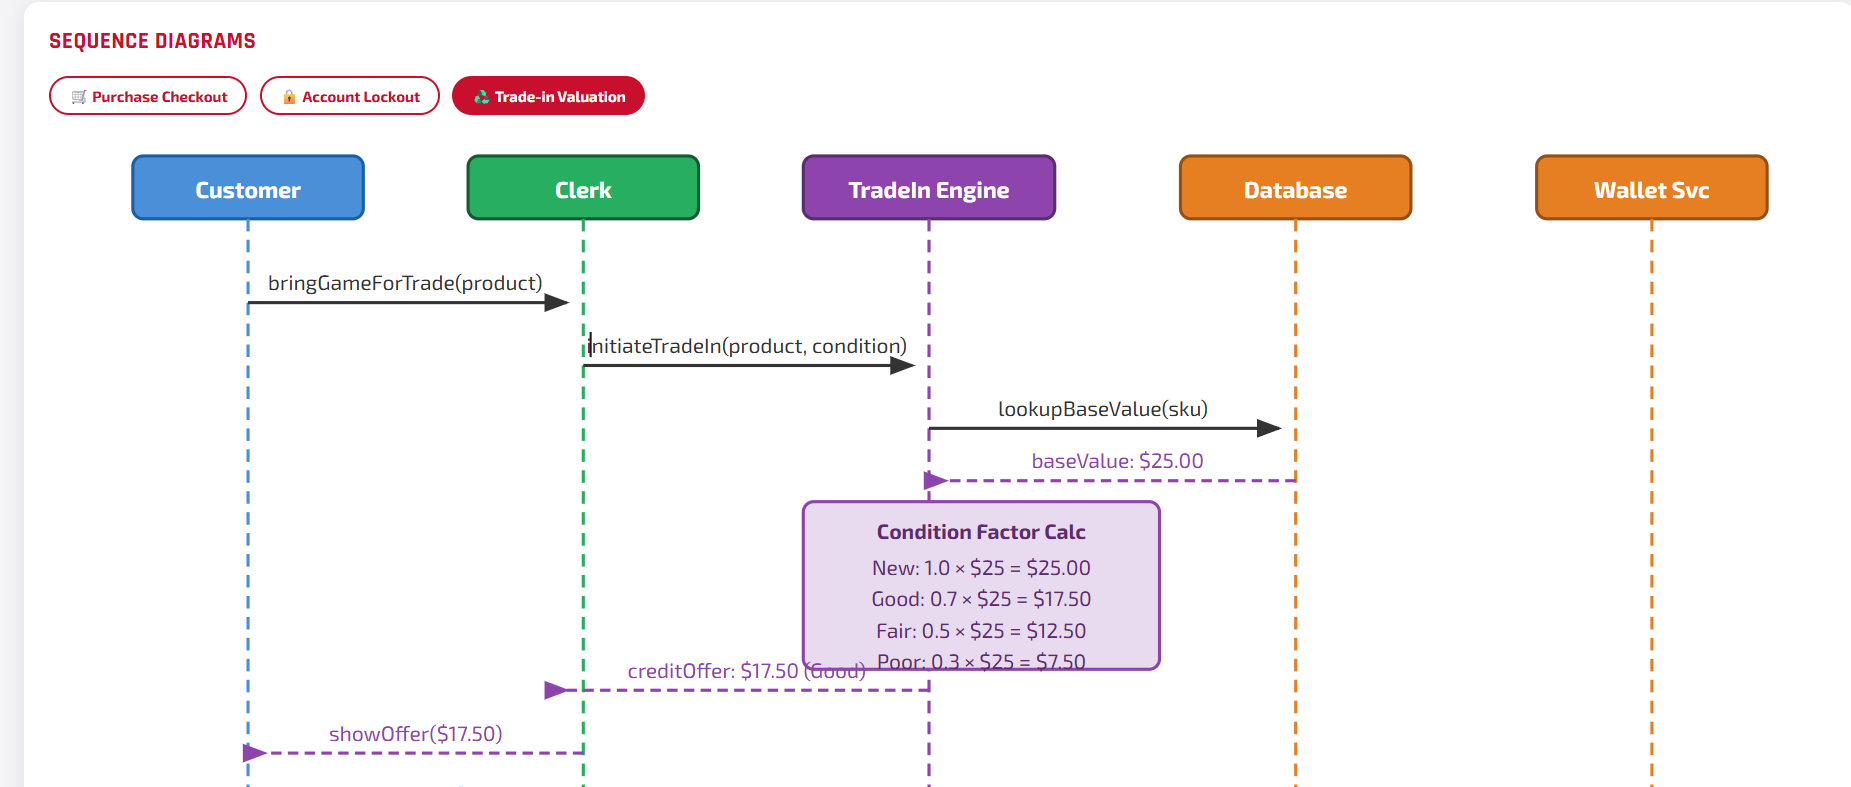 SEQUENCE DIAGRAMS
🛒 Purchase Checkout
🔒 Account Lockout
♻️ Trade-in Valuation
Customer
Clerk
TradeIn Engine
Database
Wallet Svc
bringGameForTrade(product)
initiateTradeIn(product, condition)
lookupBaseValue(sku)
baseValue: $25.00
Condition Factor Calc
New: 1.0 × $25 = $25.00
Good: 0.7 × $25 = $17.50
Fair: 0.5 × $25 = $12.50
Poor: 0.3 × $25 = $7.50
creditOffer: $17.50 (Good)
showOffer($17.50)